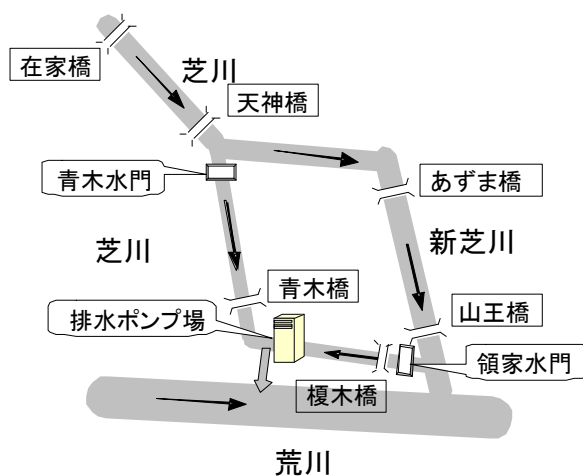 在家橋
芝川
天神橋
青木水門
あずま橋
芝川
新芝川
青木橋
山王橋
排水ポンプ場
領家水門
榎木橋
荒川